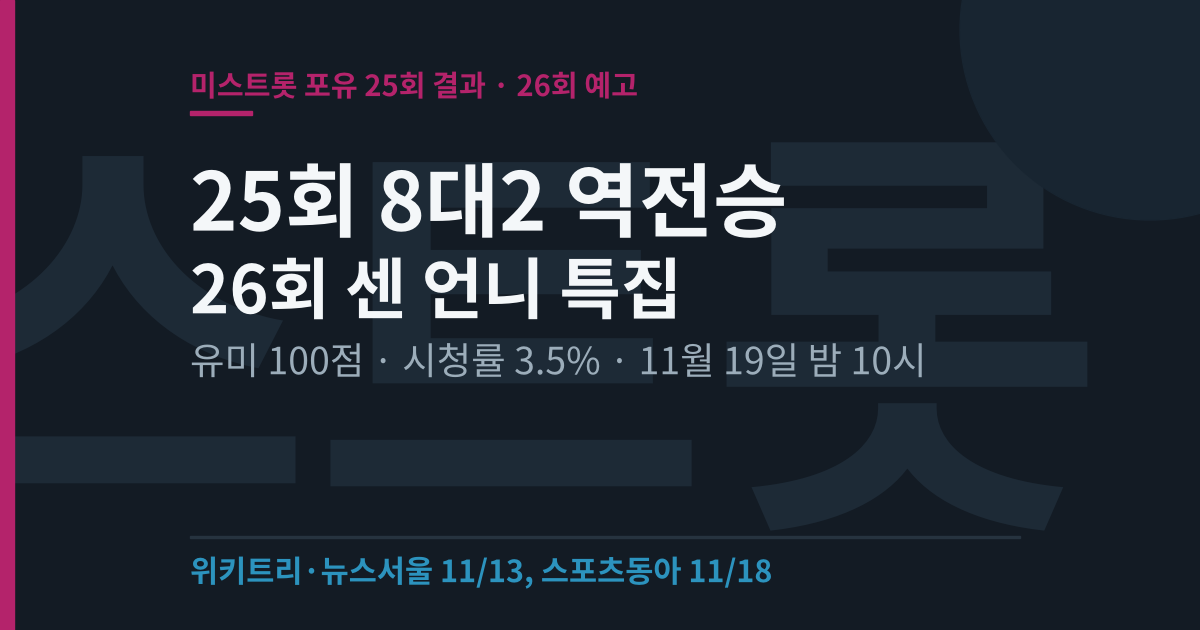 미스트롯 포유 25회 결과 · 26회 예고
25회 8대2 역전승
26회 센 언니 특집
유미 100점 · 시청률 3.5% · 11월 19일 밤 10시
스트롯
위키트리·뉴스서울 11/13, 스포츠동아 11/18